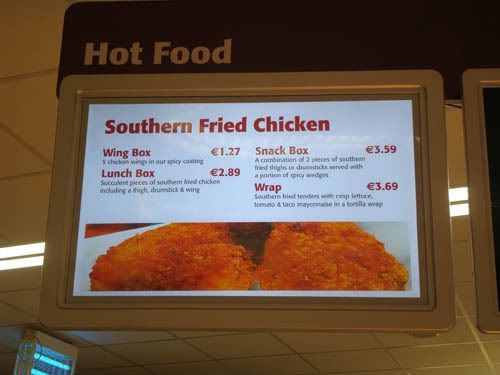 Hot Food
Southern Fried Chicken
Wing Box €1.27
5 chicken wings in our spicy coating
Lunch Box €2.89
Succulent pieces of southern fried chicken
including a thigh, drumstick & wing
Snack Box €3.59
A combination of 2 pieces of southern
fried thighs or drumsticks served with
a portion of spicy wedges
Wrap €3.69
Southern fried tenders with crisp lettuce,
tomato & taco mayonnaise in a tortilla wrap